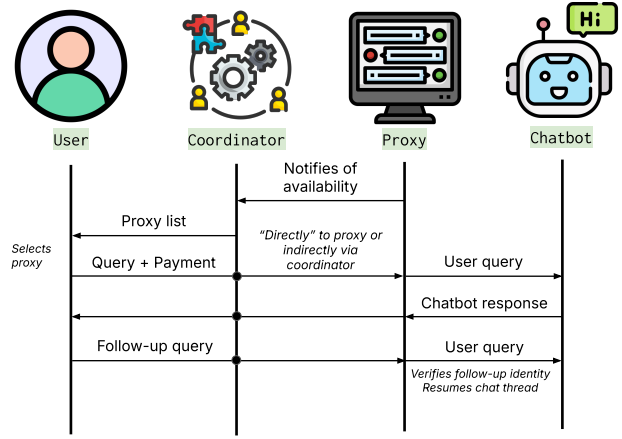 Hi
User
Coordinator
Proxy
Chatbot
Notifies of
availability
Proxy list
Selects
proxy
“Directly” to proxy or
indirectly via
coordinator
Query + Payment
User query
Chatbot response
Follow-up query
User query
Verifies follow-up identity
Resumes chat thread